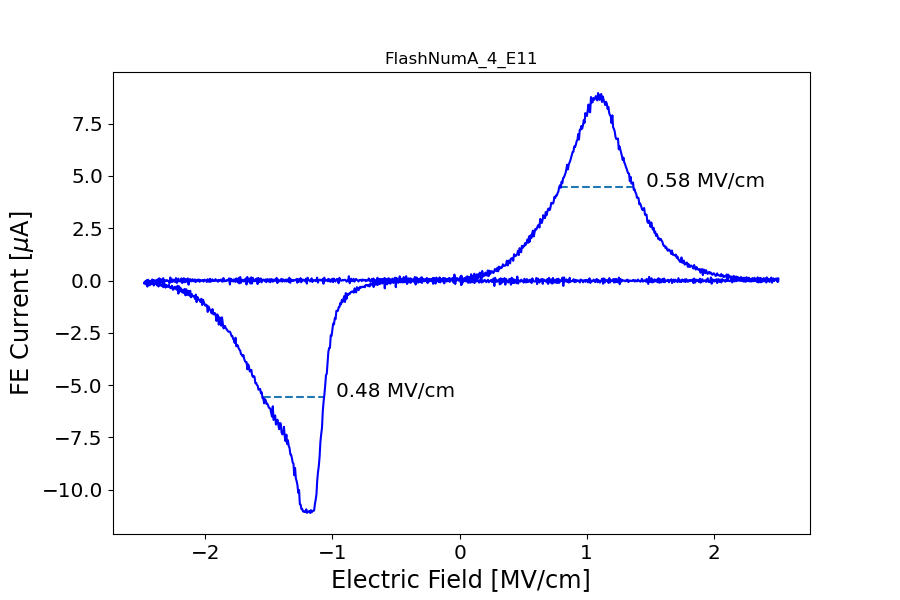 FlashNumA_4_E11
7.5
5.0
2.5
0.0
−2.5
−5.0
−7.5
−10.0
FE Current [μA]
0.58 MV/cm
0.48 MV/cm
−2 −1 0 1 2
Electric Field [MV/cm]